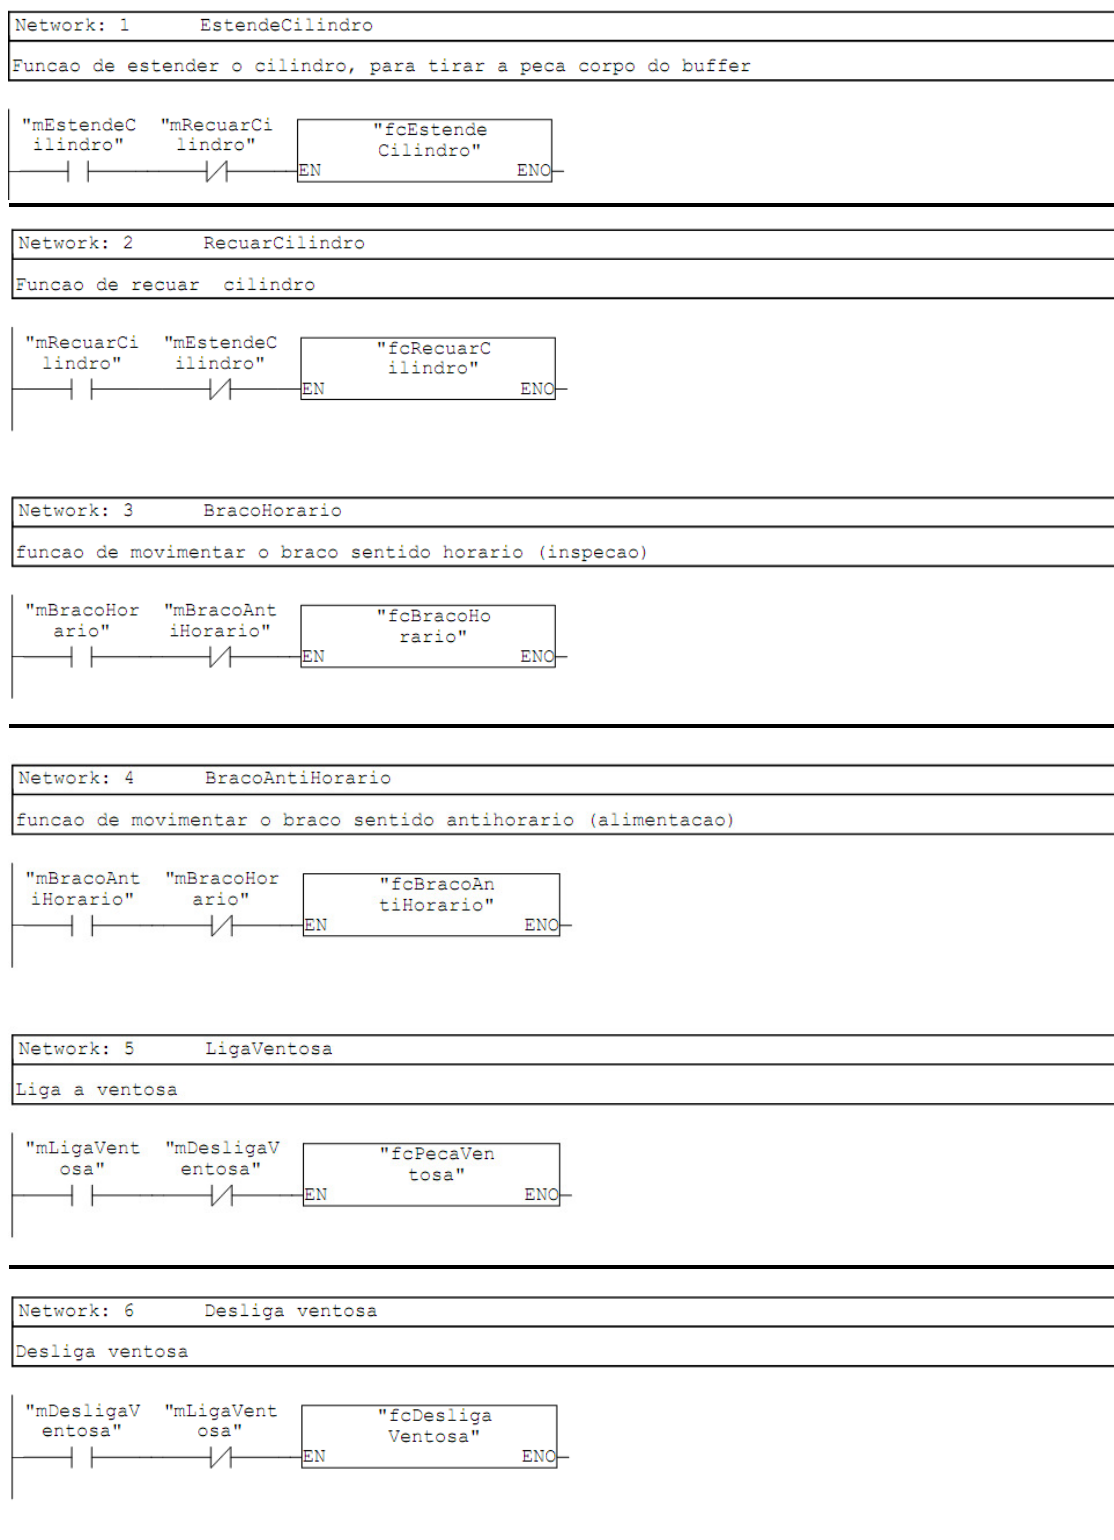 Network: 1 EstendeCilindro
Funcao de estender o cilindro, para tirar a peca corpo do buffer
"mEstendeC "mRecuarCi "fcEstende
ilindro" lindro" Cilindro"
EN ENO
Network: 2 RecuarCilindro
Funcao de recuar cilindro
"mRecuarCi "mEstendeC "fcRecuarC
lindro" ilindro" ilindro"
EN ENO
Network: 3 BracoHorario
funcao de movimentar o braco sentido horario (inspecao)
"mBracoHor "mBracoAnt "fcBracoHo
ario" iHorario" rario"
EN ENO
Network: 4 BracoAntiHorario
funcao de movimentar o braco sentido antihorario (alimentacao)
"mBracoAnt "mBracoHor "fcBracoAn
iHorario" ario" tiHorario"
EN ENO
Network: 5 LigaVentosa
Liga a ventosa
"mLigaVent "mDesligaV "fcPecaVen
osa" entosa" tosa"
EN ENO
Network: 6 Desliga ventosa
Desliga ventosa
"mDesligaV "mLigaVent "fcDesliga
entosa" osa" Ventosa"
EN ENO